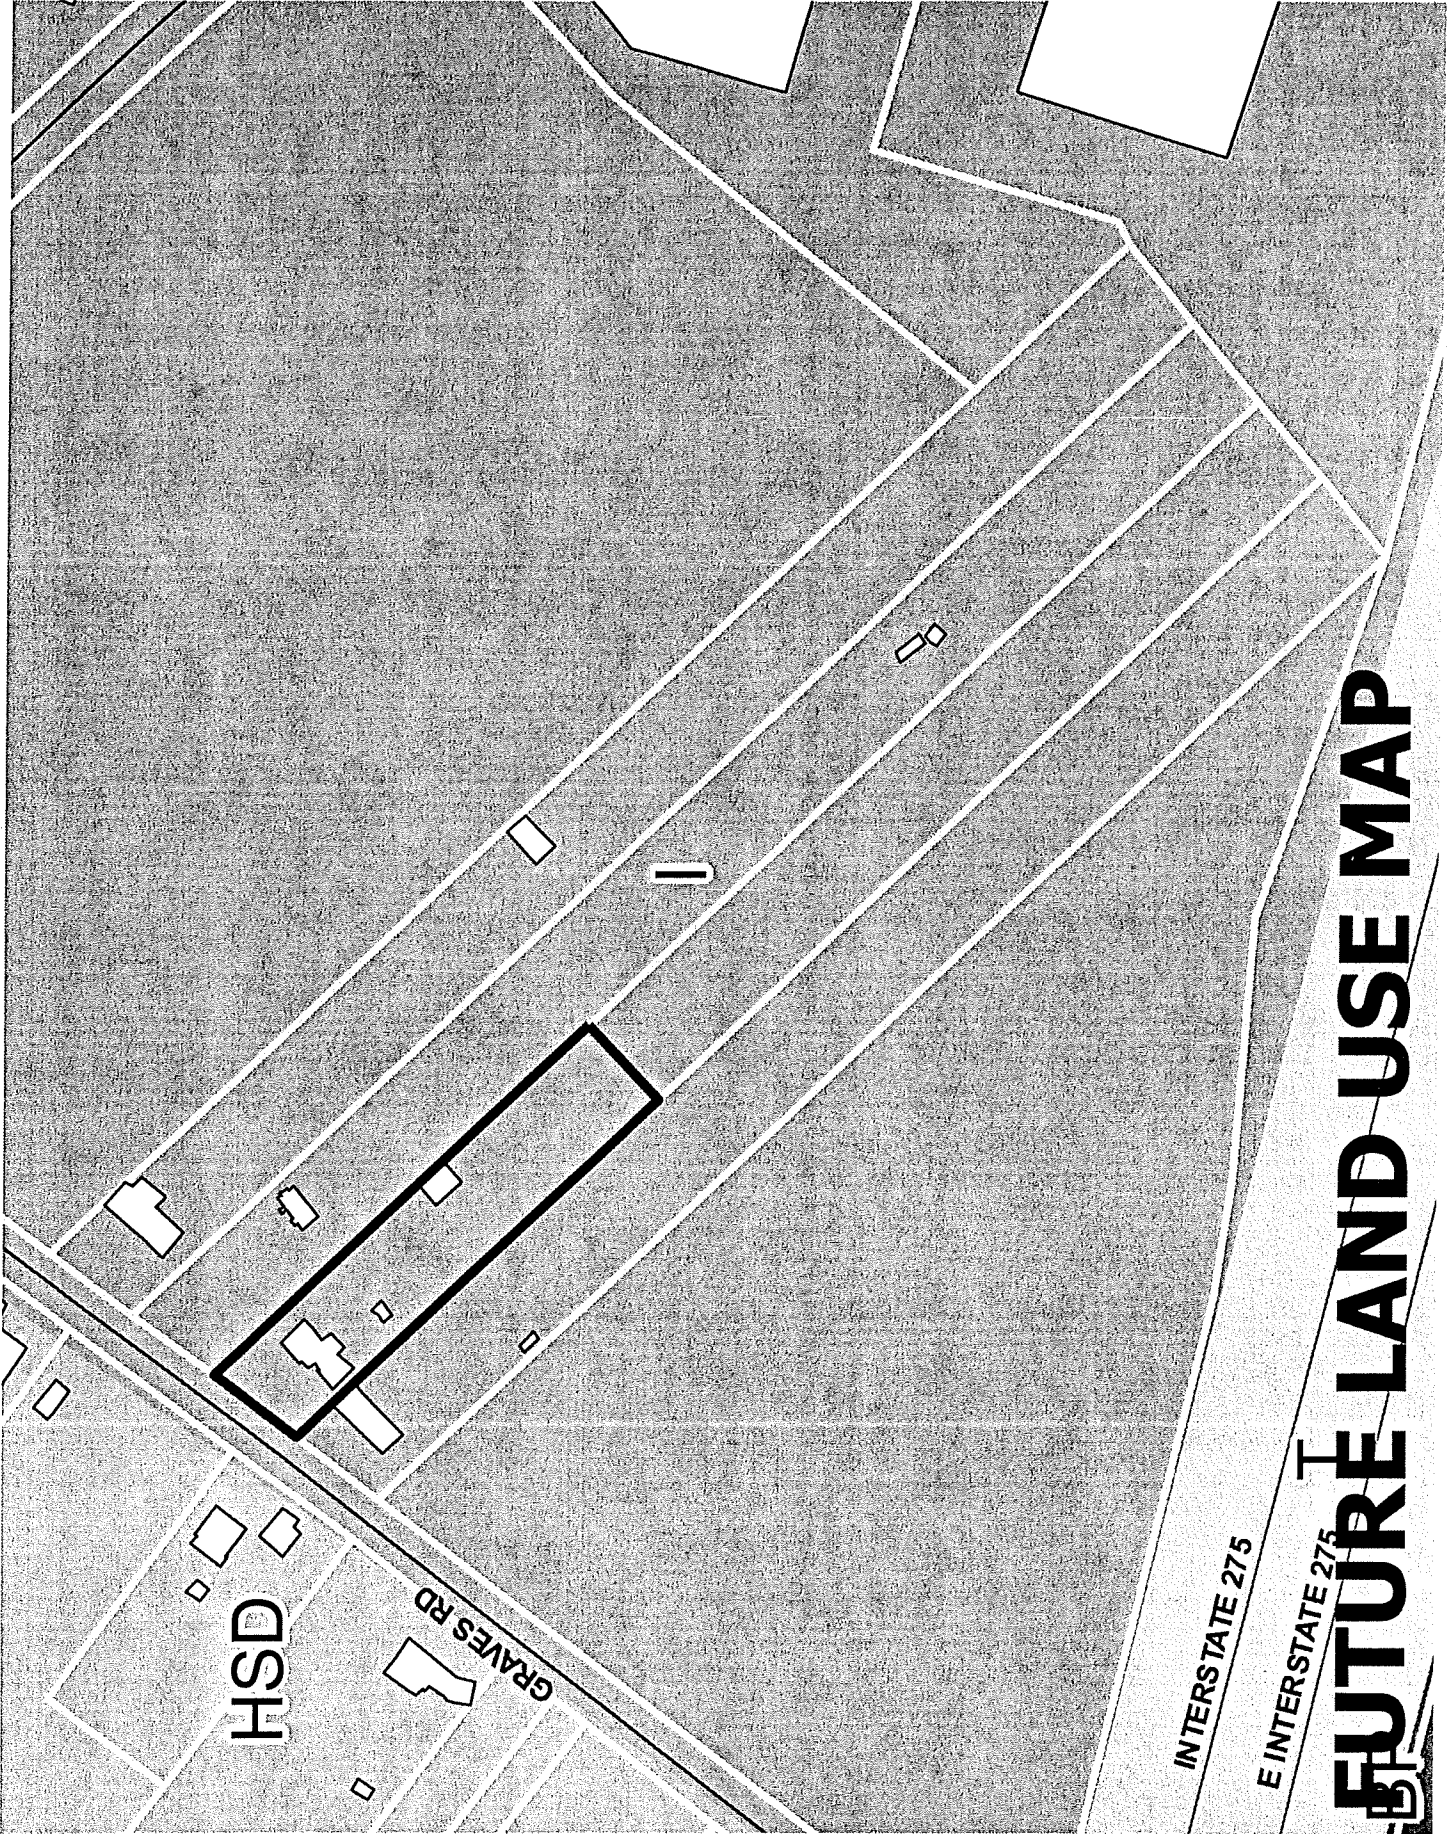 HSD
GRAVES RD
I
INTERSTATE 275
E INTERSTATE 275
T
FUTURE LAND USE MAP